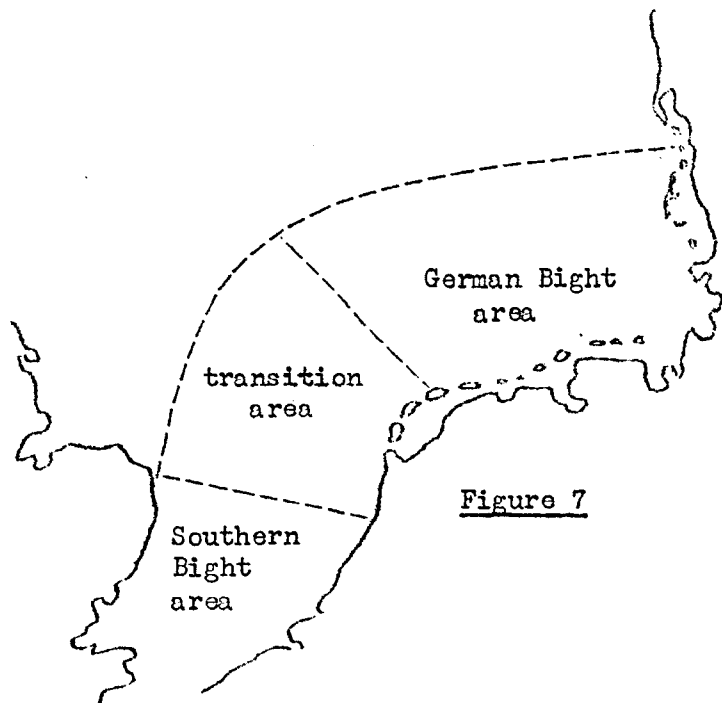 German Bight
area
transition
area
Figure 7
Southern
Bight
area